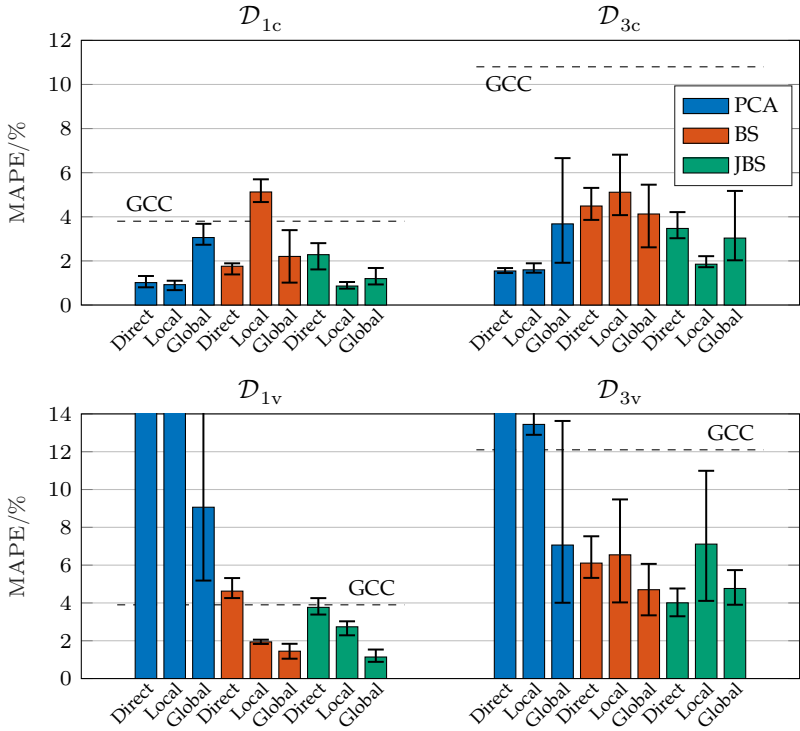 𝒟1c 𝒟3c
MAPE/%
12
10
8
6
4
2
0
GCC
GCC
PCA
BS
JBS
Direct Local Global Direct Local Global Direct Local Global
Direct Local Global Direct Local Global Direct Local Global
𝒟1v 𝒟3v
MAPE/%
14
12
10
8
6
4
2
0
GCC
GCC
Direct Local Global Direct Local Global Direct Local Global
Direct Local Global Direct Local Global Direct Local Global